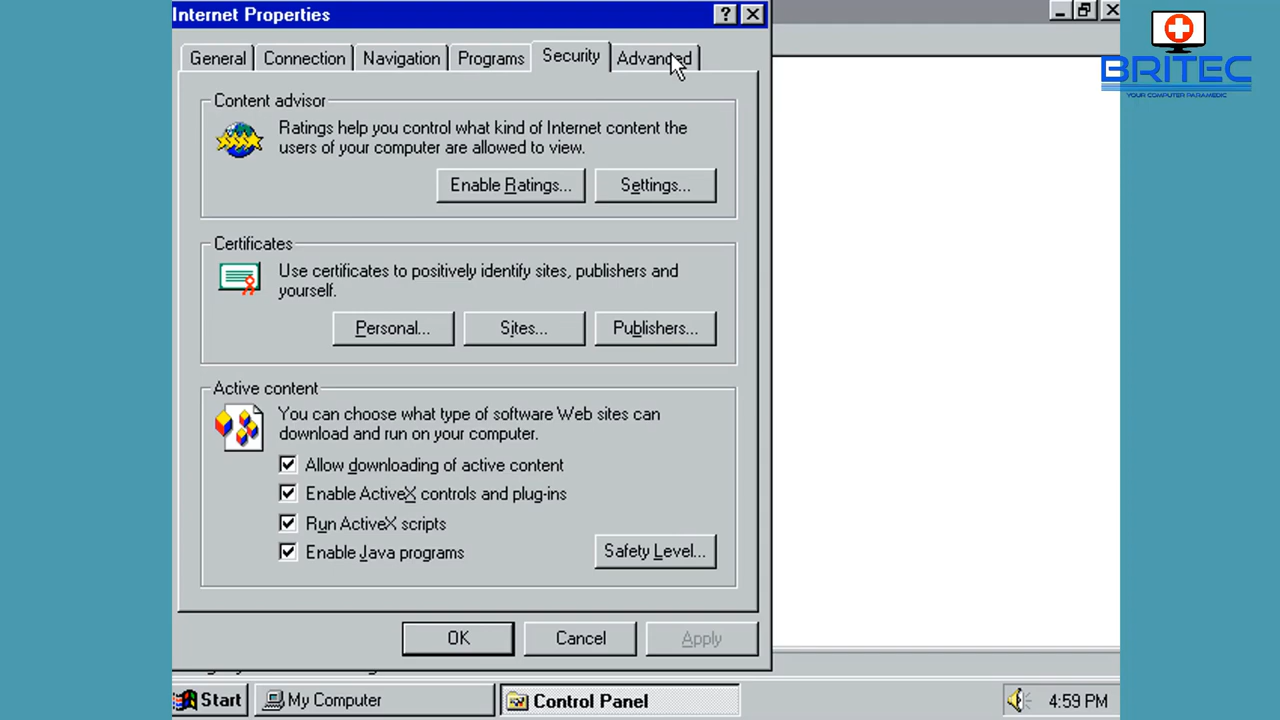 Internet Properties
General
Connection
Navigation
Programs
Security
Advanced
BRITEC
YOUR COMPUTER PARAMEDIC
Content advisor
Ratings help you control what kind of Internet content the
users of your computer are allowed to view.
Enable Ratings...
Settings...
Certificates
Use certificates to positively identify sites, publishers and
yourself.
Personal...
Sites...
Publishers...
Active content
You can choose what type of software Web sites can
download and run on your computer.
Allow downloading of active content
Enable ActiveX controls and plug-ins
Run ActiveX scripts
Enable Java programs
Safety Level...
OK
Cancel
Apply
Start
My Computer
Control Panel
4:59 PM